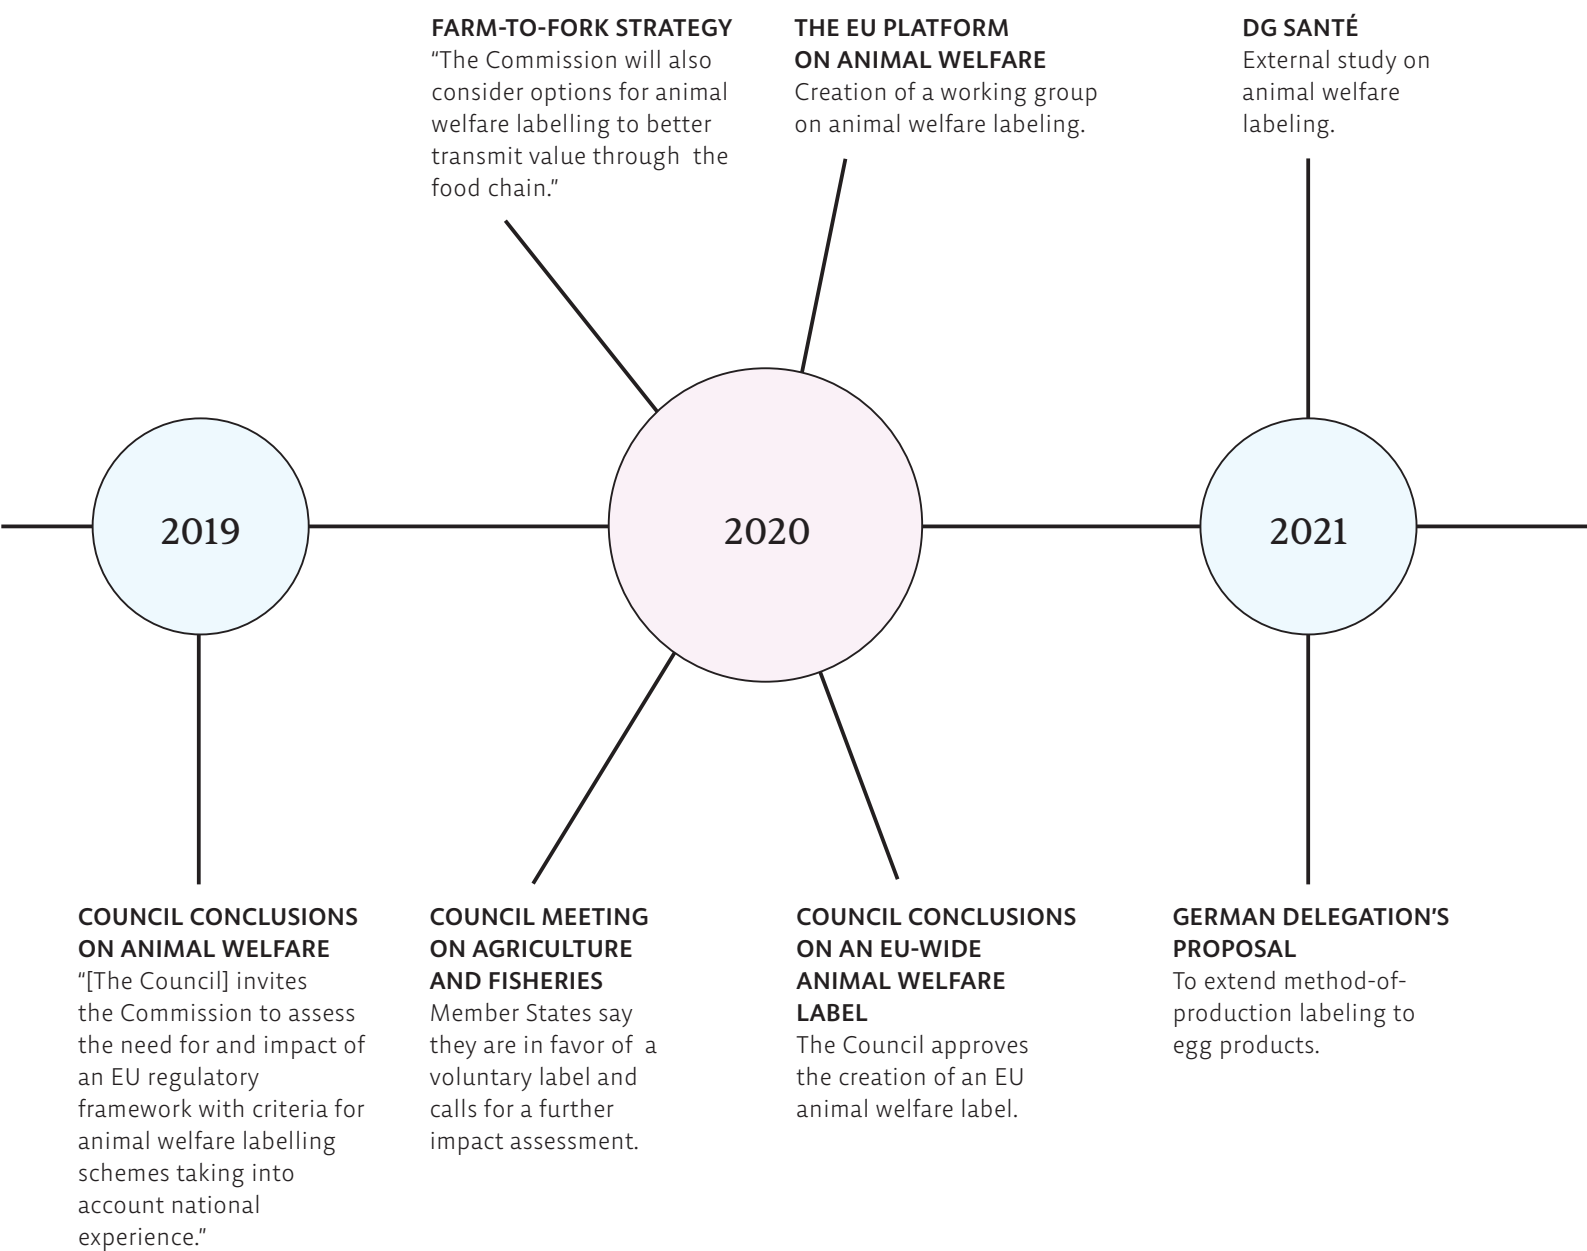 FARM-TO-FORK STRATEGY
“The Commission will also
consider options for animal
welfare labelling to better
transmit value through  the
food chain.”
THE EU PLATFORM
ON ANIMAL WELFARE
Creation of a working group
on animal welfare labeling.
DG SANTÉ
External study on
animal welfare
labeling.
2019
2020
2021
COUNCIL CONCLUSIONS
ON ANIMAL WELFARE
“[The Council] invites
the Commission to assess
the need for and impact of
an EU regulatory
framework with criteria for
animal welfare labelling
schemes taking into
account national
experience.”
COUNCIL MEETING
ON AGRICULTURE
AND FISHERIES
Member States say
they are in favor of  a
voluntary label and
calls for a further
impact assessment.
COUNCIL CONCLUSIONS
ON AN EU-WIDE
ANIMAL WELFARE
LABEL
The Council approves
the creation of an EU
animal welfare label.
GERMAN DELEGATION’S
PROPOSAL
To extend method-of-
production labeling to
egg products.